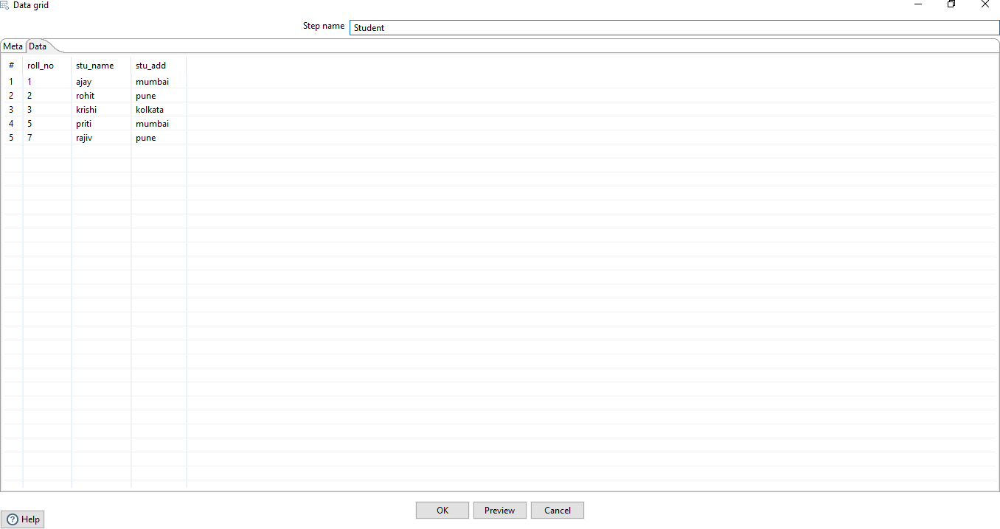 Data grid
Step name Student
Meta Data
# roll_no stu_name stu_add
1 1 ajay mumbai
2 2 rohit pune
3 3 krishi kolkata
4 5 priti mumbai
5 7 rajiv pune
OK Preview Cancel
Help